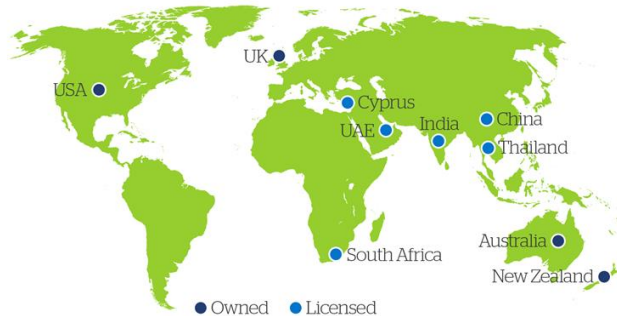 UK
USA
Cyprus
UAE
India
China
Thailand
Australia
South Africa
New Zealand
Owned
Licensed